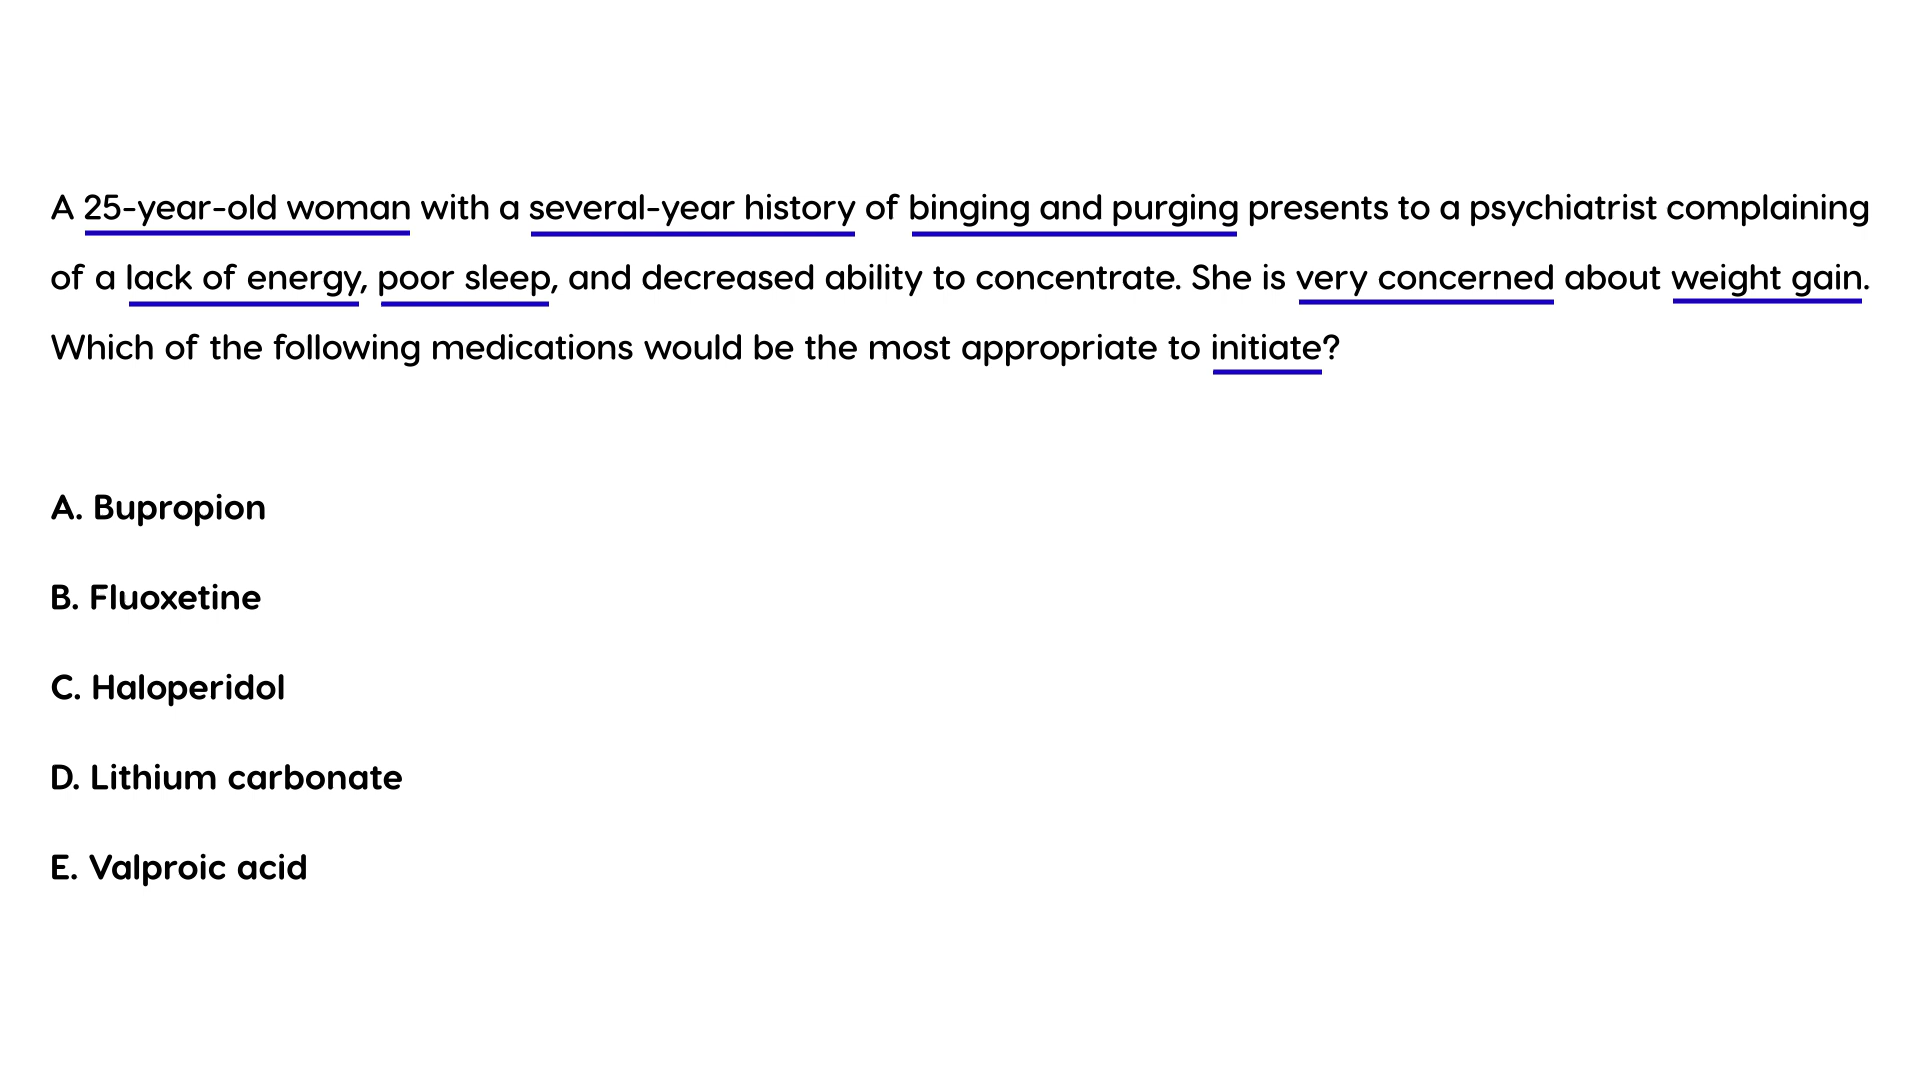 A 25-year-old woman with a several-year history of binging and purging presents to a psychiatrist complaining
of a lack of energy, poor sleep, and decreased ability to concentrate. She is very concerned about weight gain.
Which of the following medications would be the most appropriate to initiate?
A. Bupropion
B. Fluoxetine
C. Haloperidol
D. Lithium carbonate
E. Valproic acid